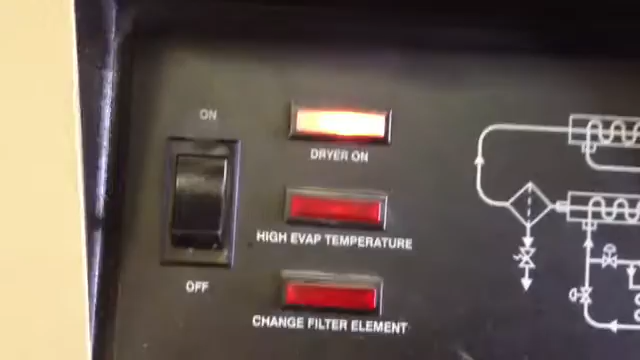 ON
DRYER ON
HIGH EVAP TEMPERATURE
OFF
CHANGE FILTER ELEMENT